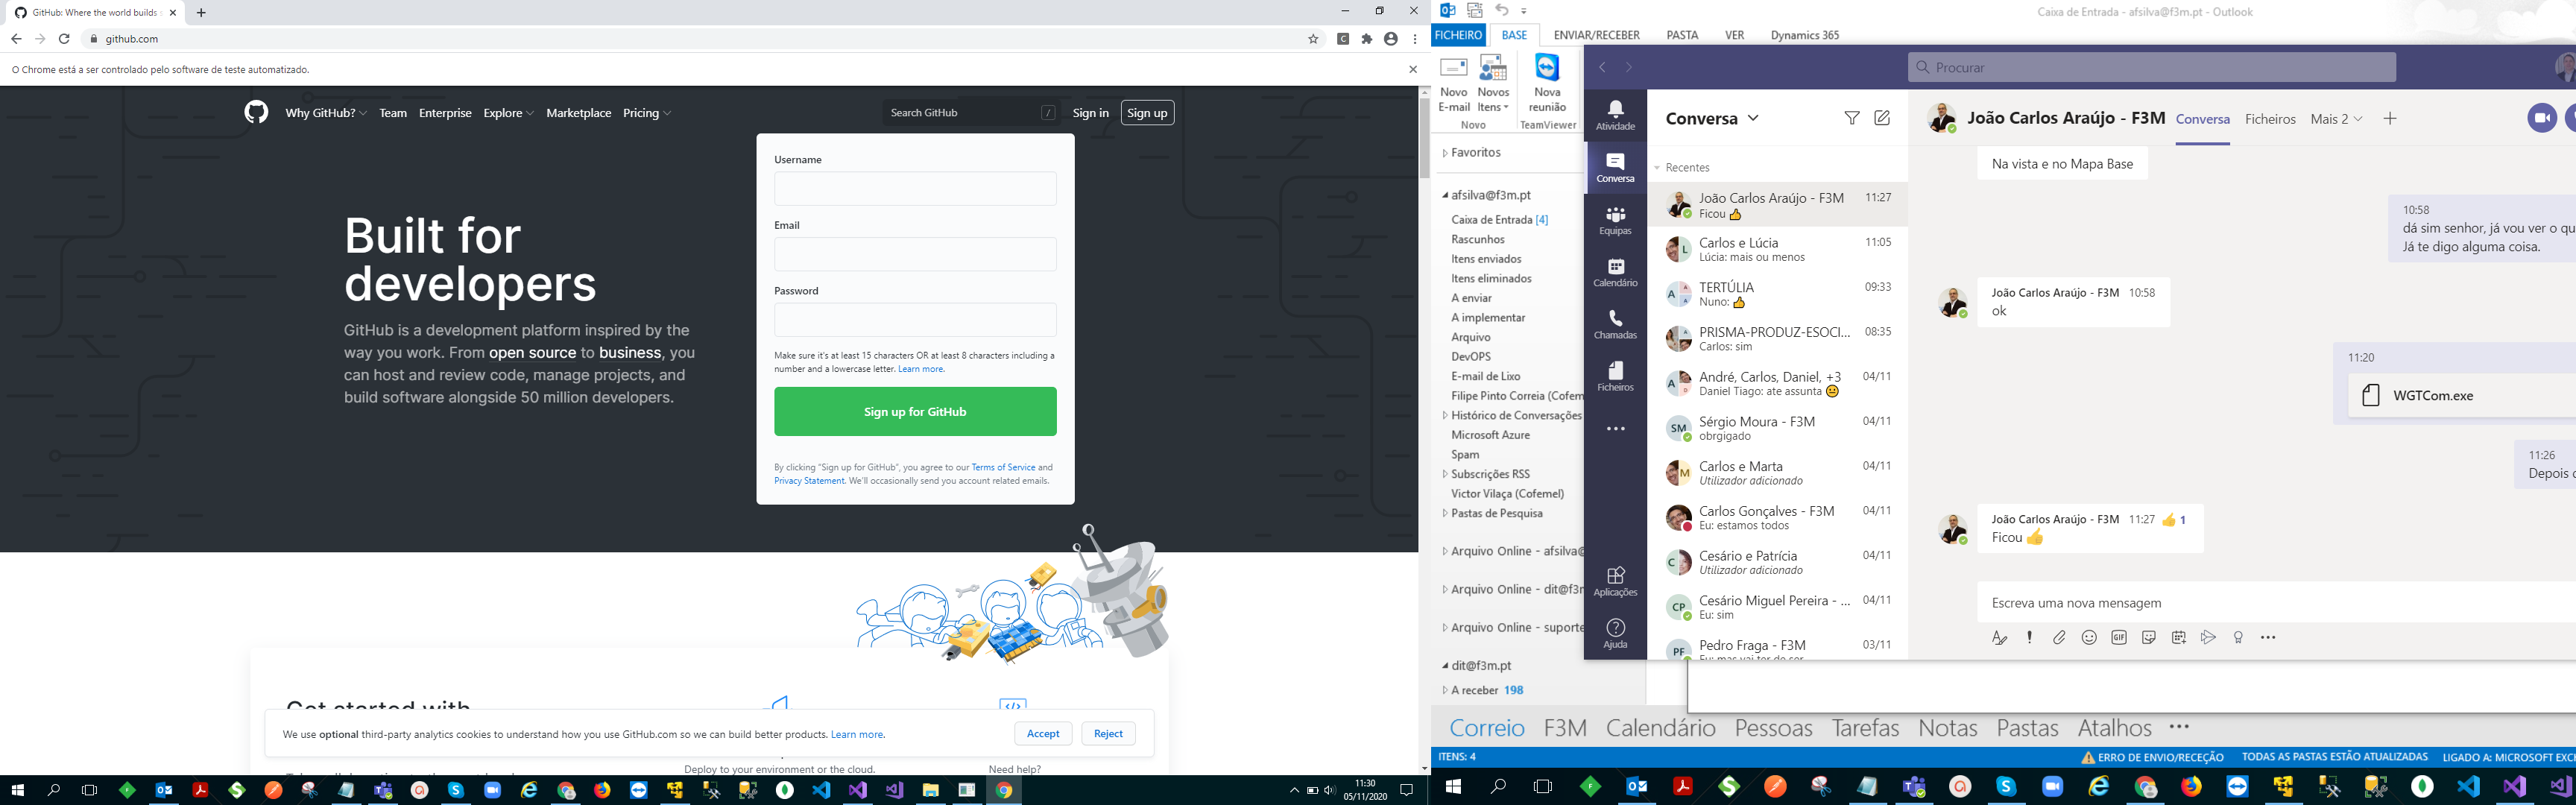 GitHub: Where the world builds
github.com
O Chrome está a ser controlado pelo software de teste automatizado.
Why GitHub? Team Enterprise Explore Marketplace Pricing
Search GitHub /
Sign in Sign up
Built for
developers
GitHub is a development platform inspired by the
way you work. From open source to business, you
can host and review code, manage projects, and
build software alongside 50 million developers.
Username
Email
Password
Make sure it's at least 15 characters OR at least 8 characters including a
number and a lowercase letter. Learn more.
Sign up for GitHub
By clicking “Sign up for GitHub”, you agree to our Terms of Service and
Privacy Statement. We'll occasionally send you account related emails.
Get started with
We use optional third-party analytics cookies to understand how you use GitHub.com so we can build better products. Learn more.
Accept Reject
Deploy to your environment or the cloud.
Need help?
11:30
05/11/2020
Caixa de Entrada - afsilva@f3m.pt - Outlook
FICHEIRO BASE ENVIAR/RECEBER PASTA VER Dynamics 365
Novo
E-mail
Novos
Itens
Novo
Nova
reunião
TeamViewer
Favoritos
afsilva@f3m.pt
Caixa de Entrada [4]
Rascunhos
Itens enviados
Itens eliminados
A enviar
A implementar
Arquivo
DevOPS
E-mail de Lixo
Filipe Pinto Correia (Cofem
Histórico de Conversações
Microsoft Azure
Spam
Subscrições RSS
Victor Vilaça (Cofemel)
Pastas de Pesquisa
Arquivo Online - afsilva@
Arquivo Online - dit@f3m
Arquivo Online - suporte
dit@f3m.pt
A receber 198
Procurar
Atividade
Conversa
Equipas
Calendário
Chamadas
Ficheiros
Aplicações
Ajuda
Conversa
Recentes
João Carlos Araújo - F3M 11:27
Ficou 👍
Carlos e Lúcia 11:05
Lúcia: mais ou menos
TERTÚLIA 09:33
Nuno: 👍
PRISMA-PRODUZ-ESOCI... 08:35
Carlos: sim
André, Carlos, Daniel, +3 04/11
Daniel Tiago: ate assunta 😐
Sérgio Moura - F3M 04/11
obrgigado
Carlos e Marta 04/11
Utilizador adicionado
Carlos Gonçalves - F3M 04/11
Eu: estamos todos
Cesário e Patrícia 04/11
Utilizador adicionado
Cesário Miguel Pereira - ... 04/11
Eu: sim
Pedro Fraga - F3M 03/11
Eu: mas vai ter de ser
João Carlos Araújo - F3M Conversa Ficheiros Mais 2
Na vista e no Mapa Base
10:58
dá sim senhor, já vou ver o qu
Já te digo alguma coisa.
João Carlos Araújo - F3M 10:58
ok
11:20
WGTCom.exe
11:26
Depois
João Carlos Araújo - F3M 11:27 👍 1
Ficou 👍
Escreva uma nova mensagem
Correio F3M Calendário Pessoas Tarefas Notas Pastas Atalhos ...
ITENS: 4
ERRO DE ENVIO/RECEÇÃO TODAS AS PASTAS ESTÃO ATUALIZADAS LIGADO A: MICROSOFT EXC